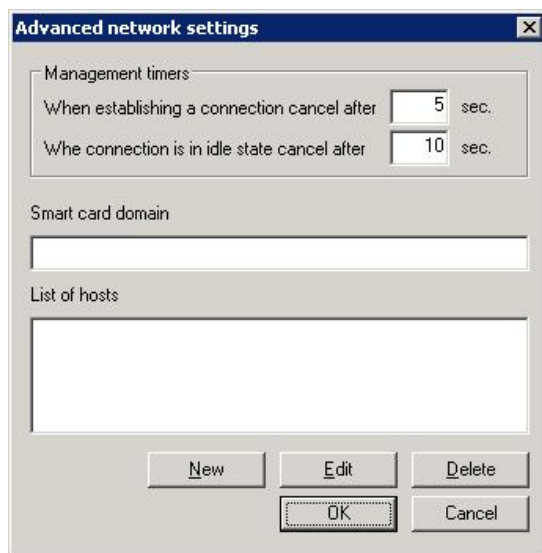 Advanced network settings
Management timers
When establishing a connection cancel after 5 sec.
Whe connection is in idle state cancel after 10 sec.
Smart card domain
List of hosts
New Edit Delete
OK Cancel